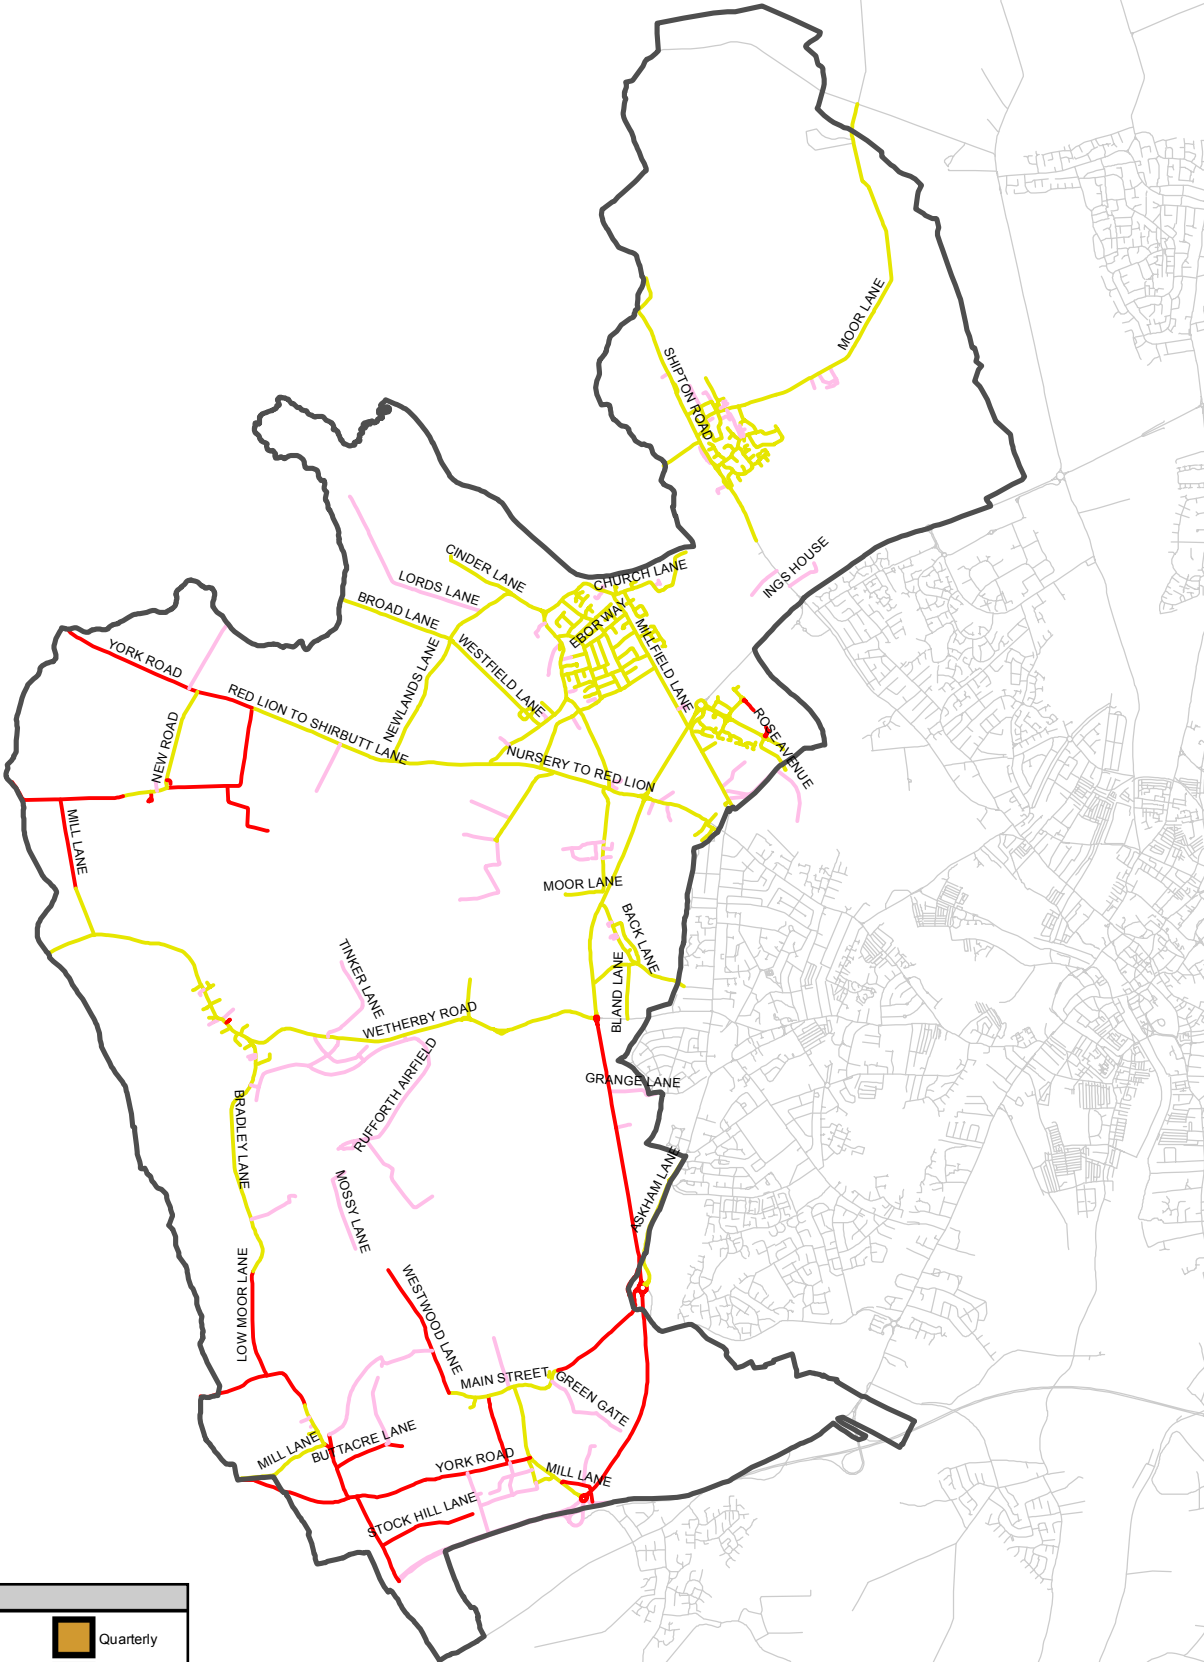 MOOR LANE
SHIPTON ROAD
INGS HOUSE
CINDER LANE
CHURCH LANE
LORDS LANE
BROAD LANE
EBOR WAY
MILLFIELD LANE
WESTFIELD LANE
NEWLANDS LANE
YORK ROAD
RED LION TO SHIRBUTT LANE
NEW ROAD
ROSE AVENUE
NURSERY TO RED LION
MILL LANE
MOOR LANE
BACK LANE
TINKER LANE
BLAND LANE
WETHERBY ROAD
RUFFORTH AIRFIELD
GRANGE LANE
BRADLEY LANE
ASKHAM LANE
MOSSY LANE
LOW MOOR LANE
WESTWOOD LANE
MAIN STREET
GREEN GATE
MILL LANE
BUTTACRE LANE
YORK ROAD
MILL LANE
STOCK HILL LANE
Quarterly